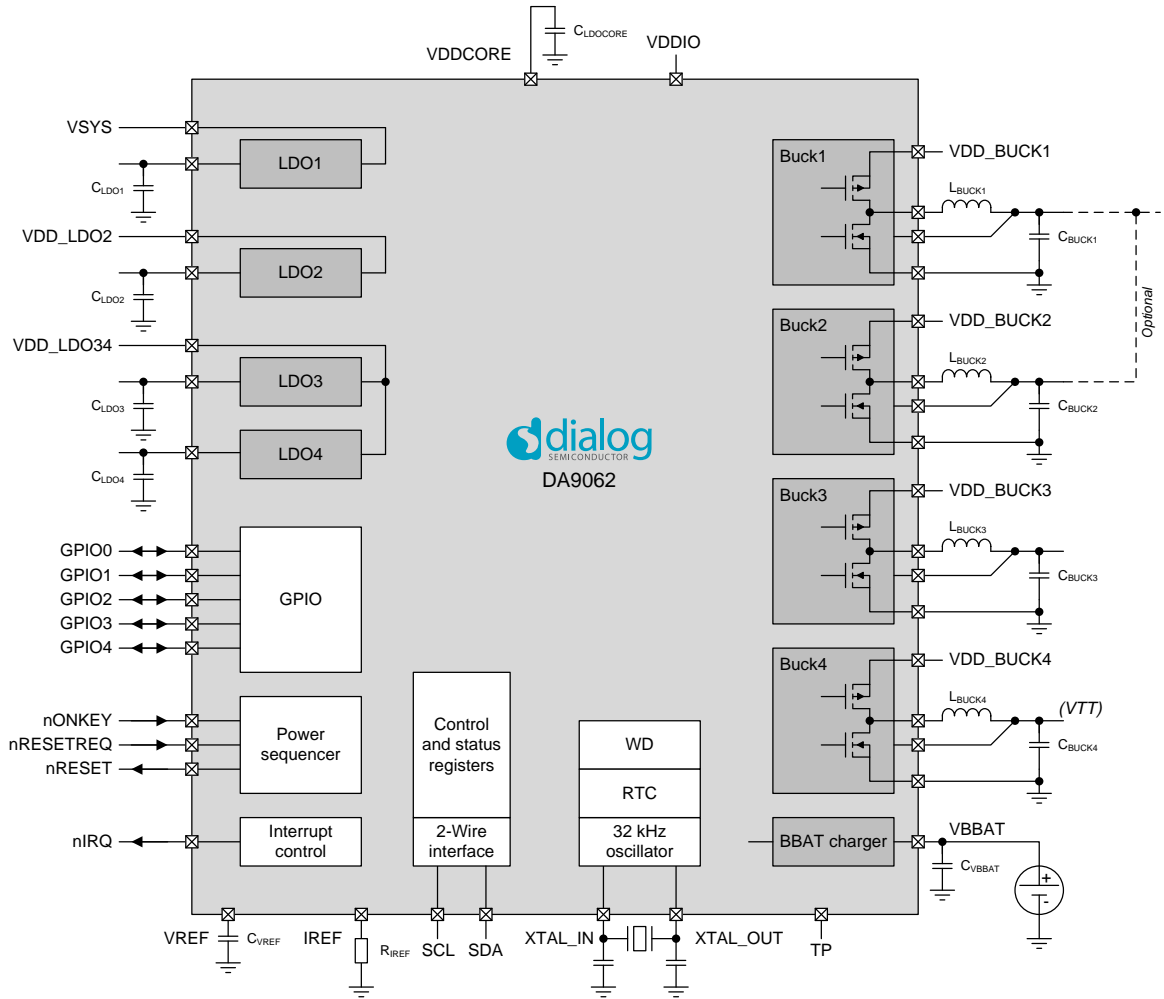 CLDOCORE
VDDCORE
VDDIO
VSYS
LDO1
CLDO1
VDD_LDO2
LDO2
CLDO2
VDD_LDO34
LDO3
CLDO3
LDO4
CLDO4
GPIO0
GPIO1
GPIO2
GPIO3
GPIO4
GPIO
nONKEY
nRESETREQ
nRESET
Power
sequencer
nIRQ
Interrupt
control
Control
and status
registers
2-Wire
interface
WD
RTC
32 kHz
oscillator
dialog
SEMICONDUCTOR
DA9062
Buck1
VDD_BUCK1
LBUCK1
CBUCK1
Optional
Buck2
VDD_BUCK2
LBUCK2
CBUCK2
Buck3
VDD_BUCK3
LBUCK3
CBUCK3
Buck4
VDD_BUCK4
LBUCK4
(VTT)
CBUCK4
BBAT charger
VBBAT
CVBBAT
+
-
VREF
CVREF
IREF
RIREF
SCL
SDA
XTAL_IN
XTAL_OUT
TP